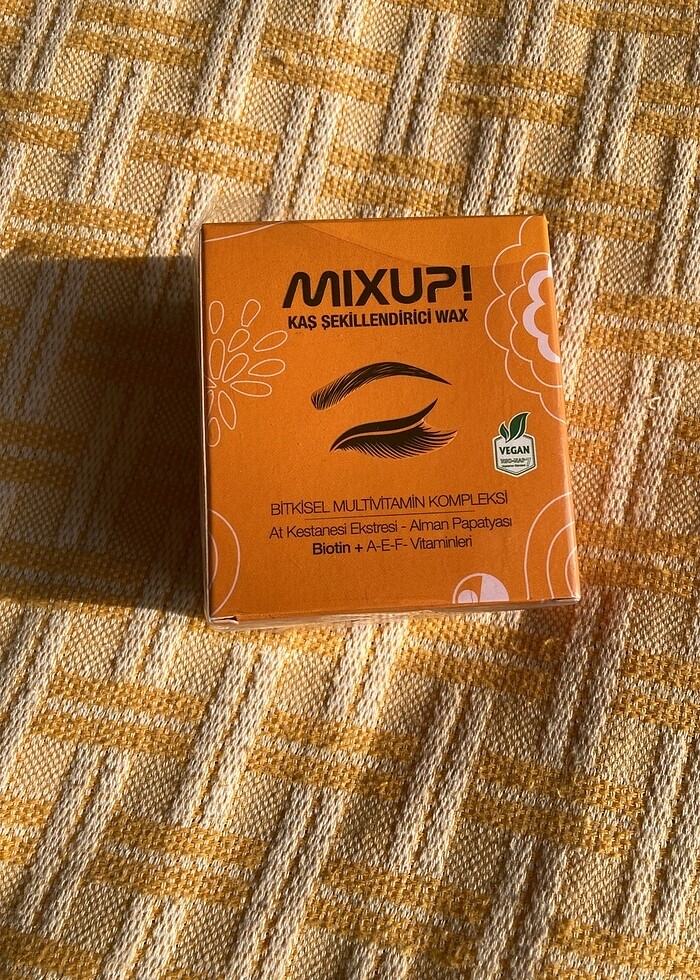 MIXUP!
KAŞ ŞEKİLLENDİRİCİ WAX
VEGAN
BİTKİSEL MULTİVİTAMİN KOMPLEKSİ
At Kestanesi Ekstresi - Alman Papatyası
Biotin + A-E-F- Vitaminleri